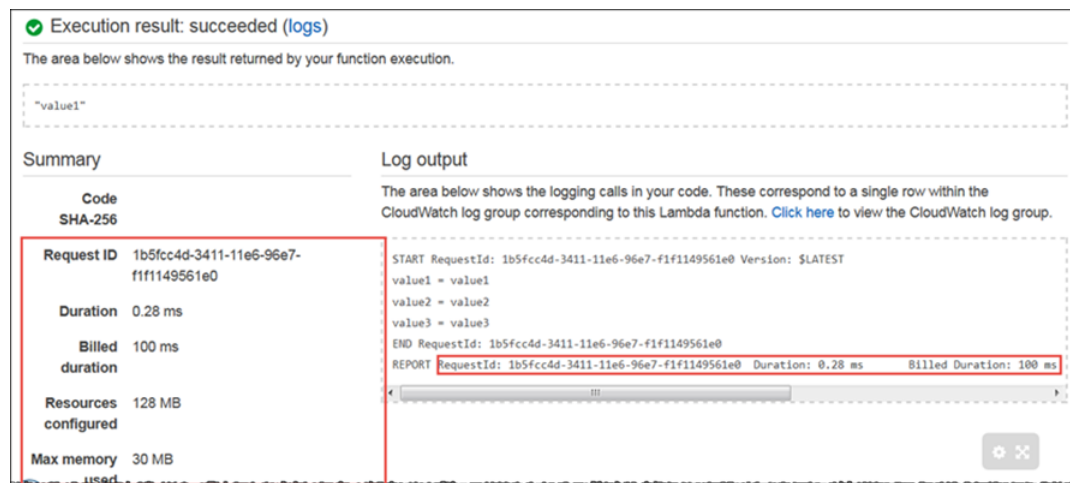 Execution result: succeeded (logs)
The area below shows the result returned by your function execution.
"value1"
Summary
Code
SHA-256
Request ID 1b5fcc4d-3411-11e6-96e7-
f1f1149561e0
Duration 0.28 ms
Billed 100 ms
duration
Resources 128 MB
configured
Max memory 30 MB
used
Log output
The area below shows the logging calls in your code. These correspond to a single row within the
CloudWatch log group corresponding to this Lambda function. Click here to view the CloudWatch log group.
START RequestId: 1b5fcc4d-3411-11e6-96e7-f1f1149561e0 Version: $LATEST
value1 = value1
value2 = value2
value3 = value3
END RequestId: 1b5fcc4d-3411-11e6-96e7-f1f1149561e0
REPORT RequestId: 1b5fcc4d-3411-11e6-96e7-f1f1149561e0 Duration: 0.28 ms Billed Duration: 100 ms